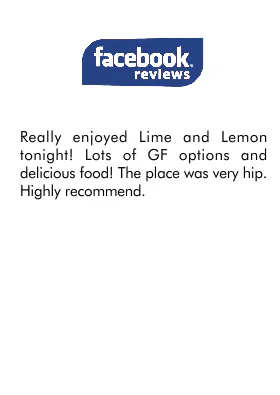 facebook
reviews
Really enjoyed Lime and Lemon
tonight! Lots of GF options and
delicious food! The place was very hip.
Highly recommend.